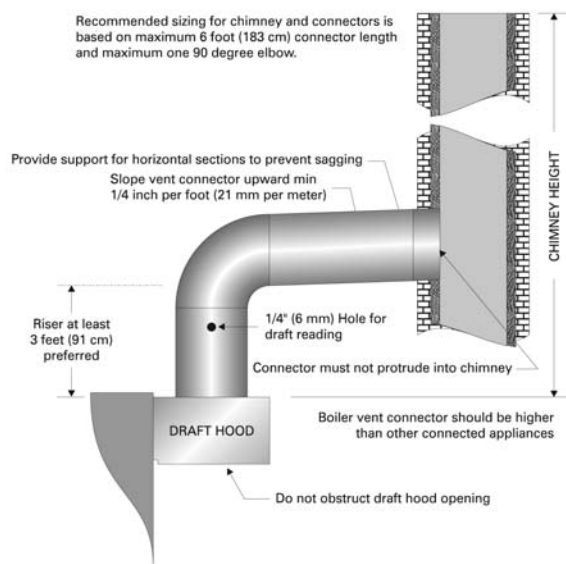 Recommended sizing for chimney and connectors is
based on maximum 6 foot (183 cm) connector length
and maximum one 90 degree elbow.
Provide support for horizontal sections to prevent sagging
Slope vent connector upward min
1/4 inch per foot (21 mm per meter)
CHIMNEY HEIGHT
Riser at least
3 feet (91 cm)
preferred
1/4" (6 mm) Hole for
draft reading
Connector must not protrude into chimney
DRAFT HOOD
Boiler vent connector should be higher
than other connected appliances
Do not obstruct draft hood opening